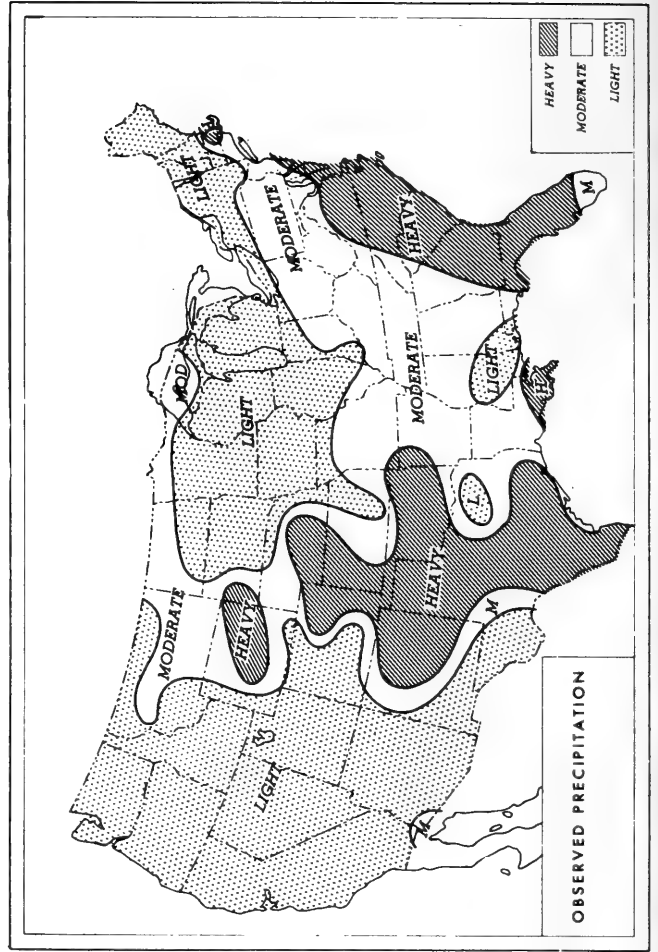 HEAVY
MODERATE
LIGHT
LIGHT
H
MODERATE
HEAVY
M
MOD
LIGHT
MODERATE
LIGHT
H
L
HEAVY
M
MODERATE
HEAVY
LIGHT
M
OBSERVED PRECIPITATION